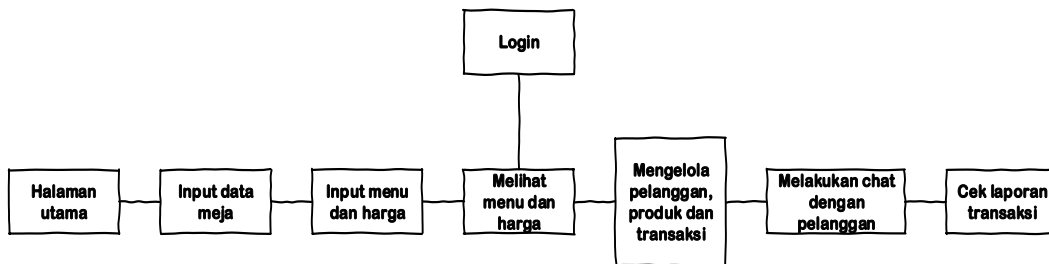 Login
Halaman
utama
Input data
meja
Input menu
dan harga
Melihat
menu dan
harga
Mengelola
pelanggan,
produk dan
transaksi
Melakukan chat
dengan
pelanggan
Cek laporan
transaksi